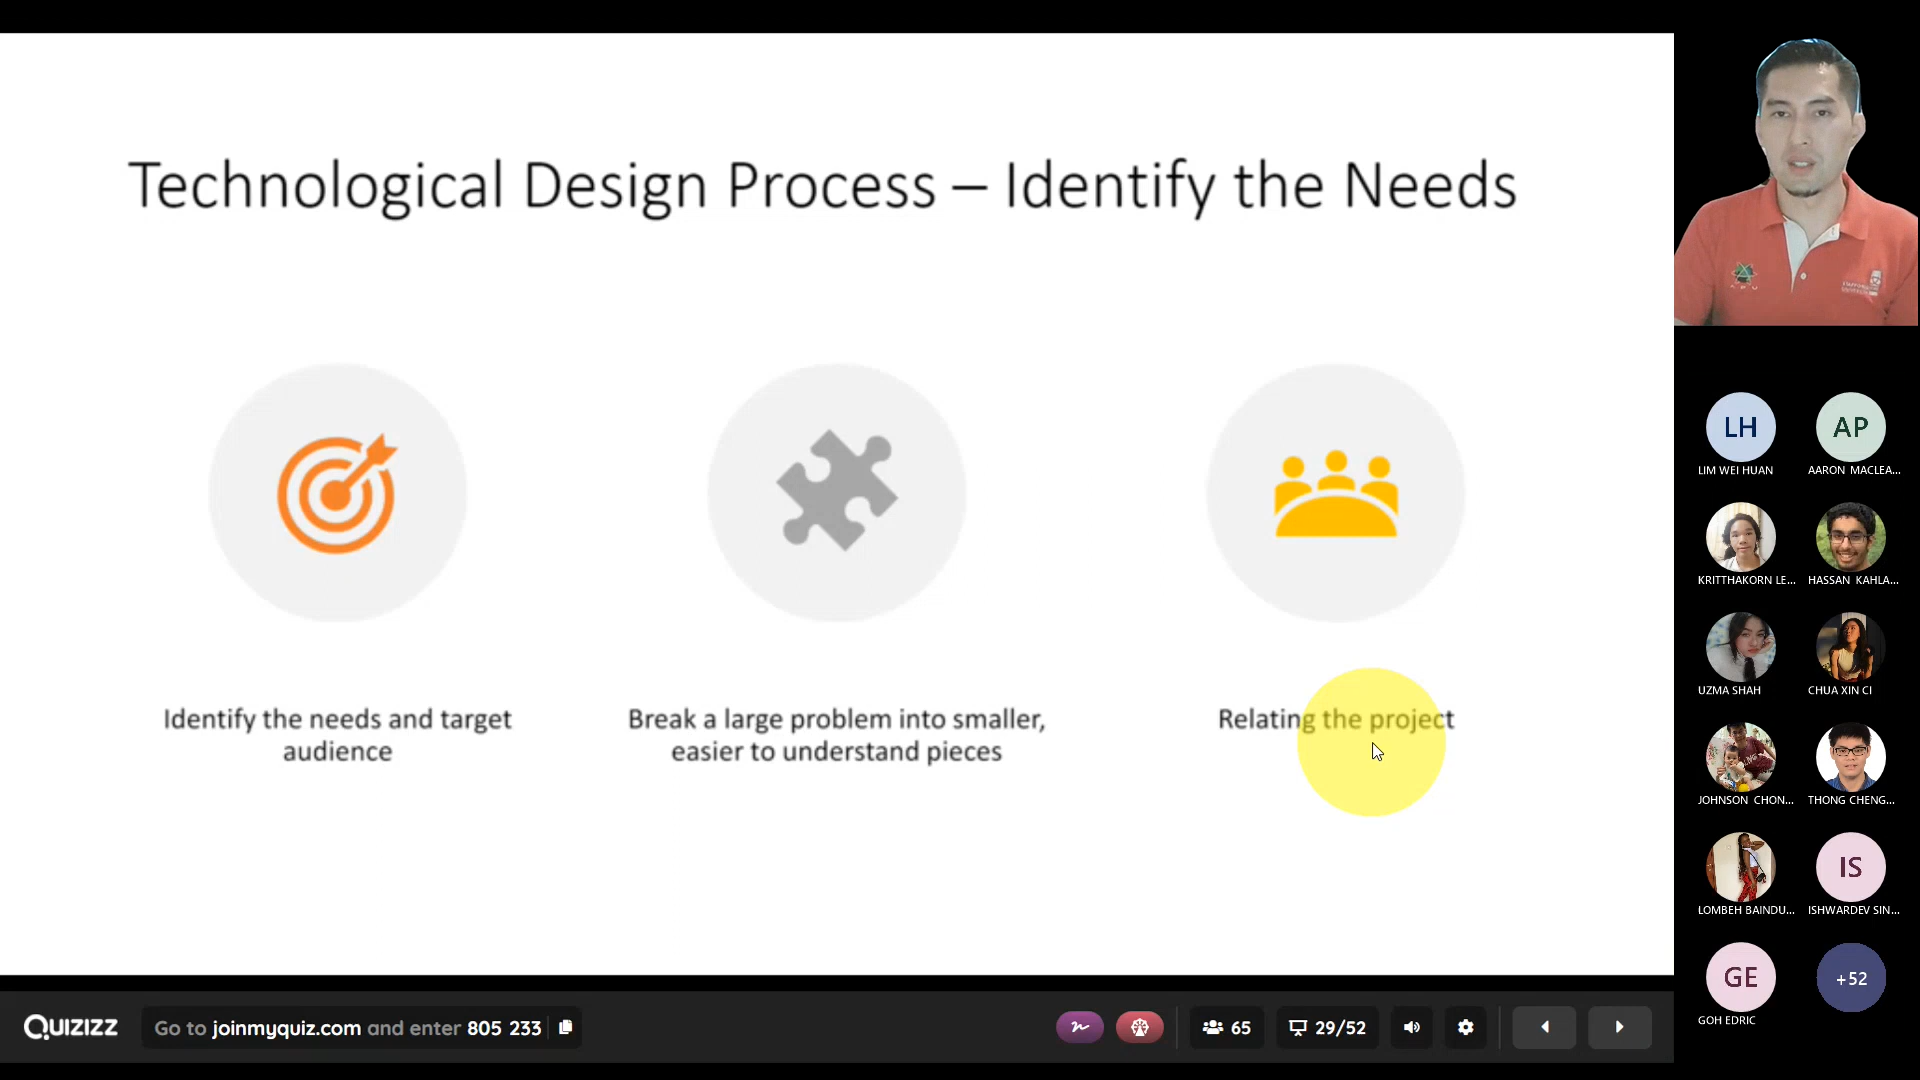 Technological Design Process – Identify the Needs
Identify the needs and target
audience
Break a large problem into smaller,
easier to understand pieces
Relating the project
LH
AP
LIM WEI HUAN
AARON MACLEA...
KRITTHAKORN LE...
HASSAN KAHLA...
UZMA SHAH
CHUA XIN CI
JOHNSON CHON...
THONG CHENG...
IS
LOMBEH BAINDU...
ISHWARDEV SIN...
GE
+52
GOH EDRIC
Quizizz
Go to joinmyquiz.com and enter 805 233
65
29/52